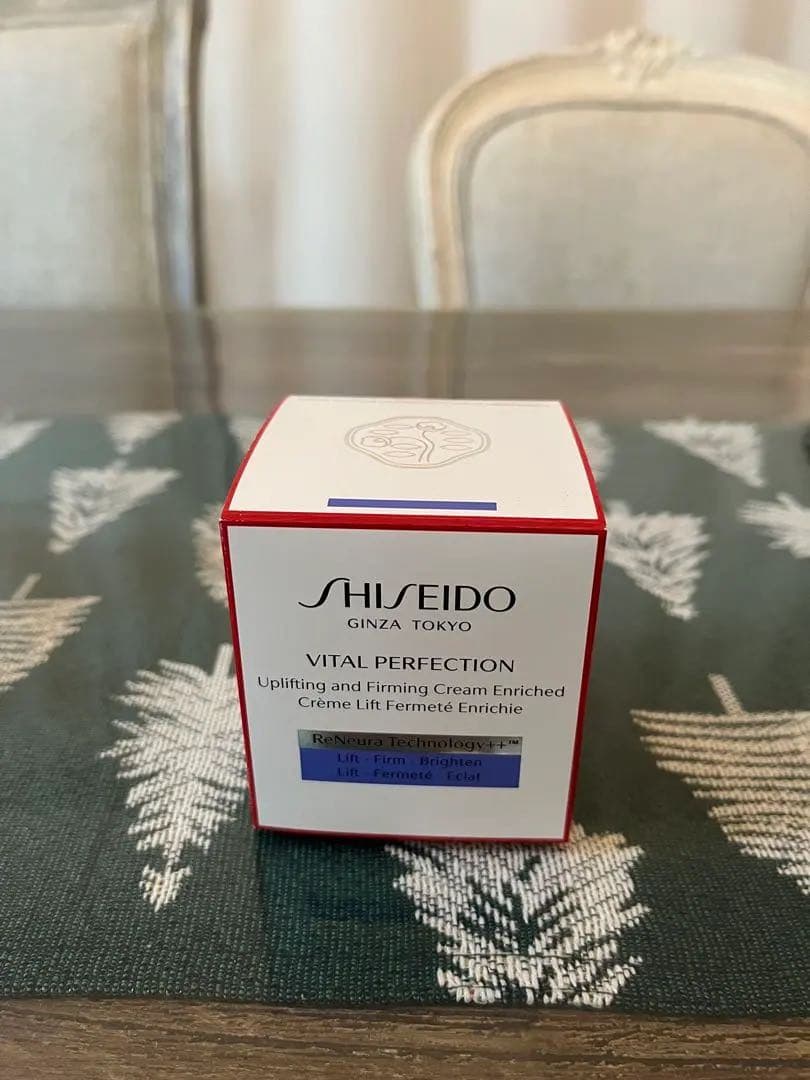 SHISEIDO
GINZA TOKYO
VITAL PERFECTION
Uplifting and Firming Cream Enriched
Crème Lift Fermeté Enrichie
ReNeura Technology++™
Lift · Firm · Brighten
Lift · Fermeté · Eclat